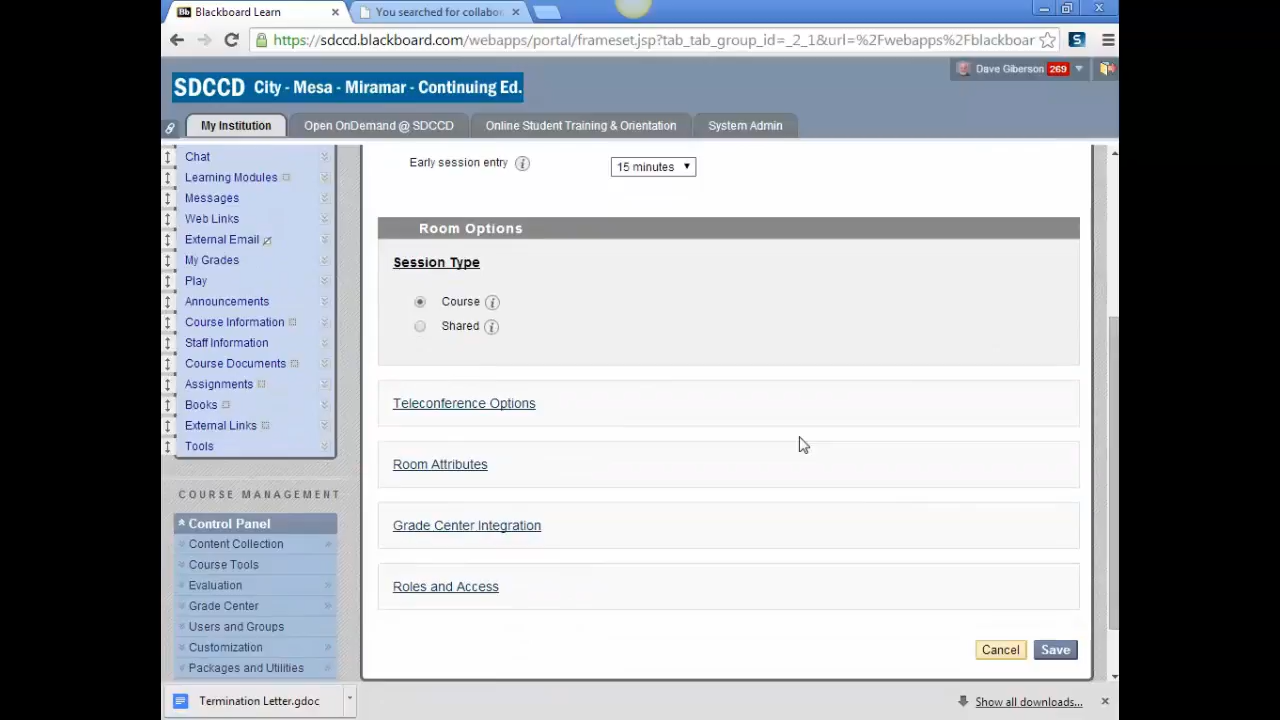 Bb Blackboard Learn × You searched for collabor ×
https://sdccd.blackboard.com/webapps/portal/frameset.jsp?tab_tab_group_id=_2_1&url=%2Fwebapps%2Fblackboar S
Dave Giberson 269
SDCCD City - Mesa - Miramar - Continuing Ed.
My Institution Open OnDemand @ SDCCD Online Student Training & Orientation System Admin
Chat
Learning Modules
Messages
Web Links
External Email
My Grades
Play
Announcements
Course Information
Staff Information
Course Documents
Assignments
Books
External Links
Tools
COURSE MANAGEMENT
Control Panel
Content Collection
Course Tools
Evaluation
Grade Center
Users and Groups
Customization
Packages and Utilities
Early session entry i 15 minutes
Room Options
Session Type
Course i
Shared i
Teleconference Options
Room Attributes
Grade Center Integration
Roles and Access
Cancel Save
Termination Letter.gdoc Show all downloads... ×